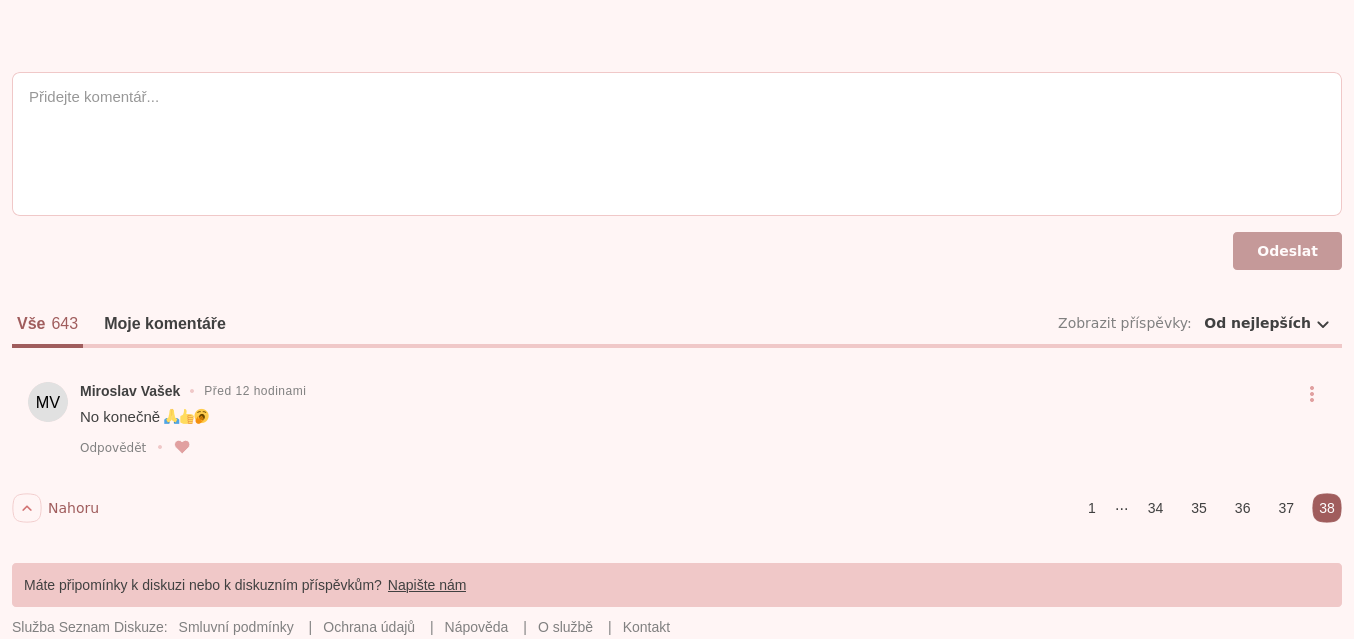 Přidejte komentář...
Odeslat
Vše 643 Moje komentáře Zobrazit příspěvky: Od nejlepších
MV Miroslav Vašek • Před 12 hodinami
No konečně 🙏👍🤌
Odpovědět •
Nahoru 1 ... 34 35 36 37 38
Máte připomínky k diskuzi nebo k diskuzním příspěvkům? Napište nám
Služba Seznam Diskuze: Smluvní podmínky | Ochrana údajů | Nápověda | O službě | Kontakt